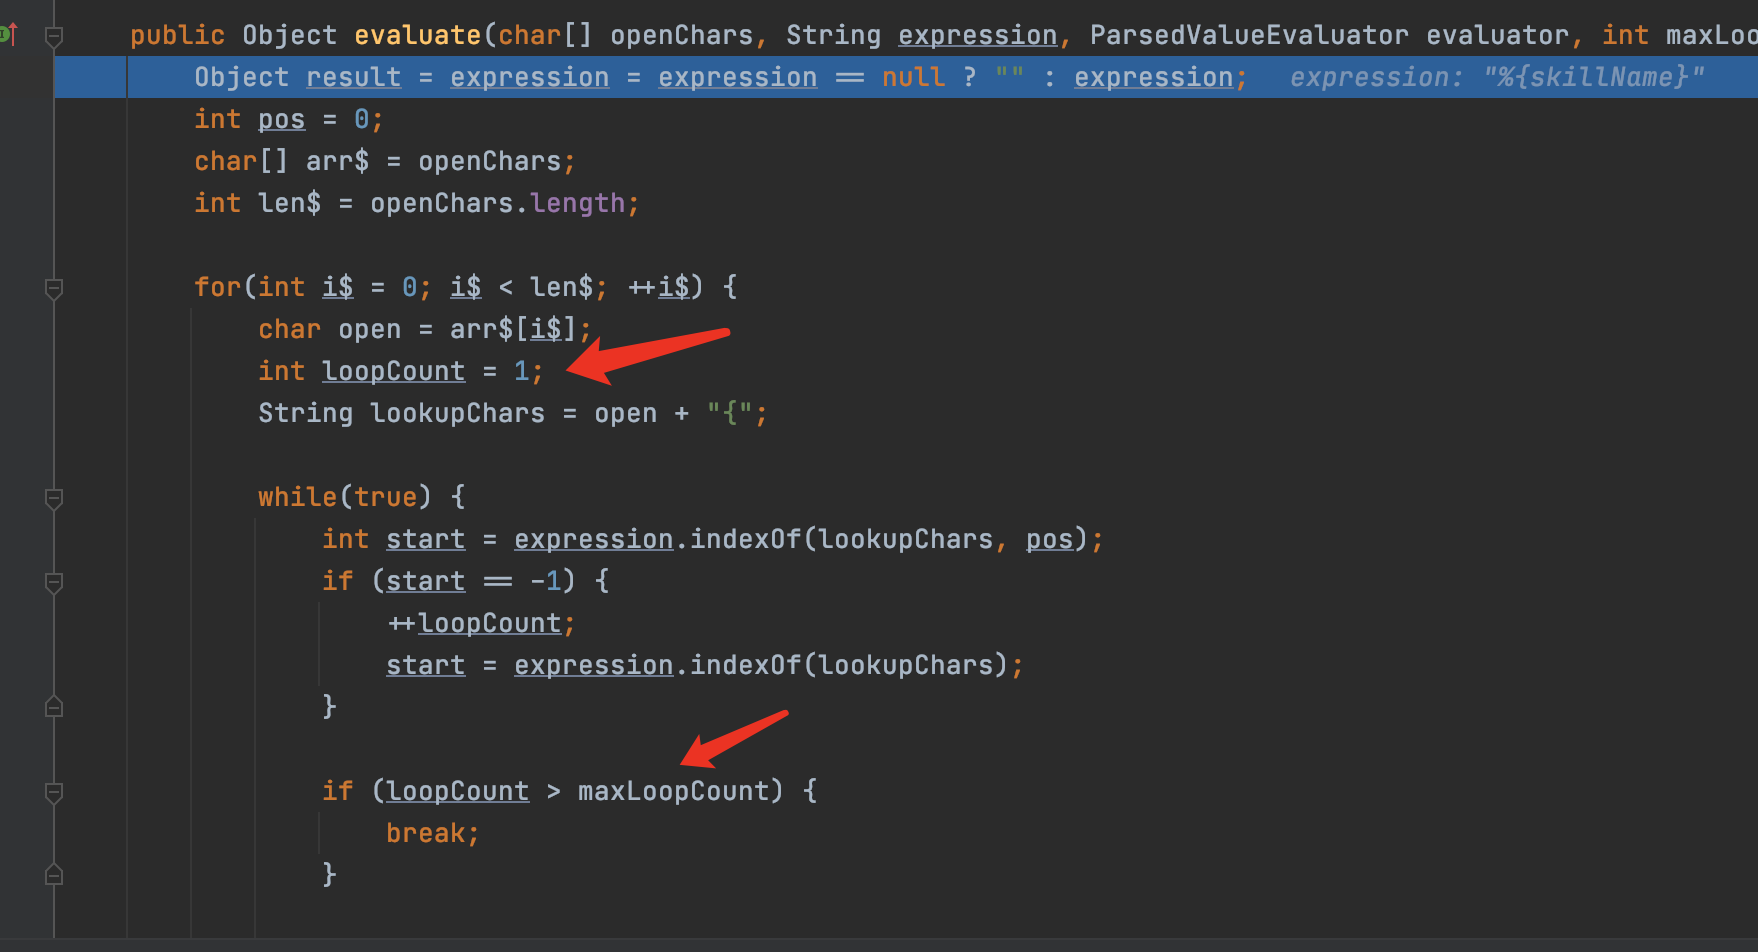 public Object evaluate(char[] openChars, String expression, ParsedValueEvaluator evaluator, int maxLoo
Object result = expression = expression == null ? "" : expression; expression: "%{skillName}"
int pos = 0;
char[] arr$ = openChars;
int len$ = openChars.length;
for(int i$ = 0; i$ < len$; ++i$) {
char open = arr$[i$];
int loopCount = 1;
String lookupChars = open + "{";
while(true) {
int start = expression.indexOf(lookupChars, pos);
if (start == -1) {
++loopCount;
start = expression.indexOf(lookupChars);
}
if (loopCount > maxLoopCount) {
break;
}